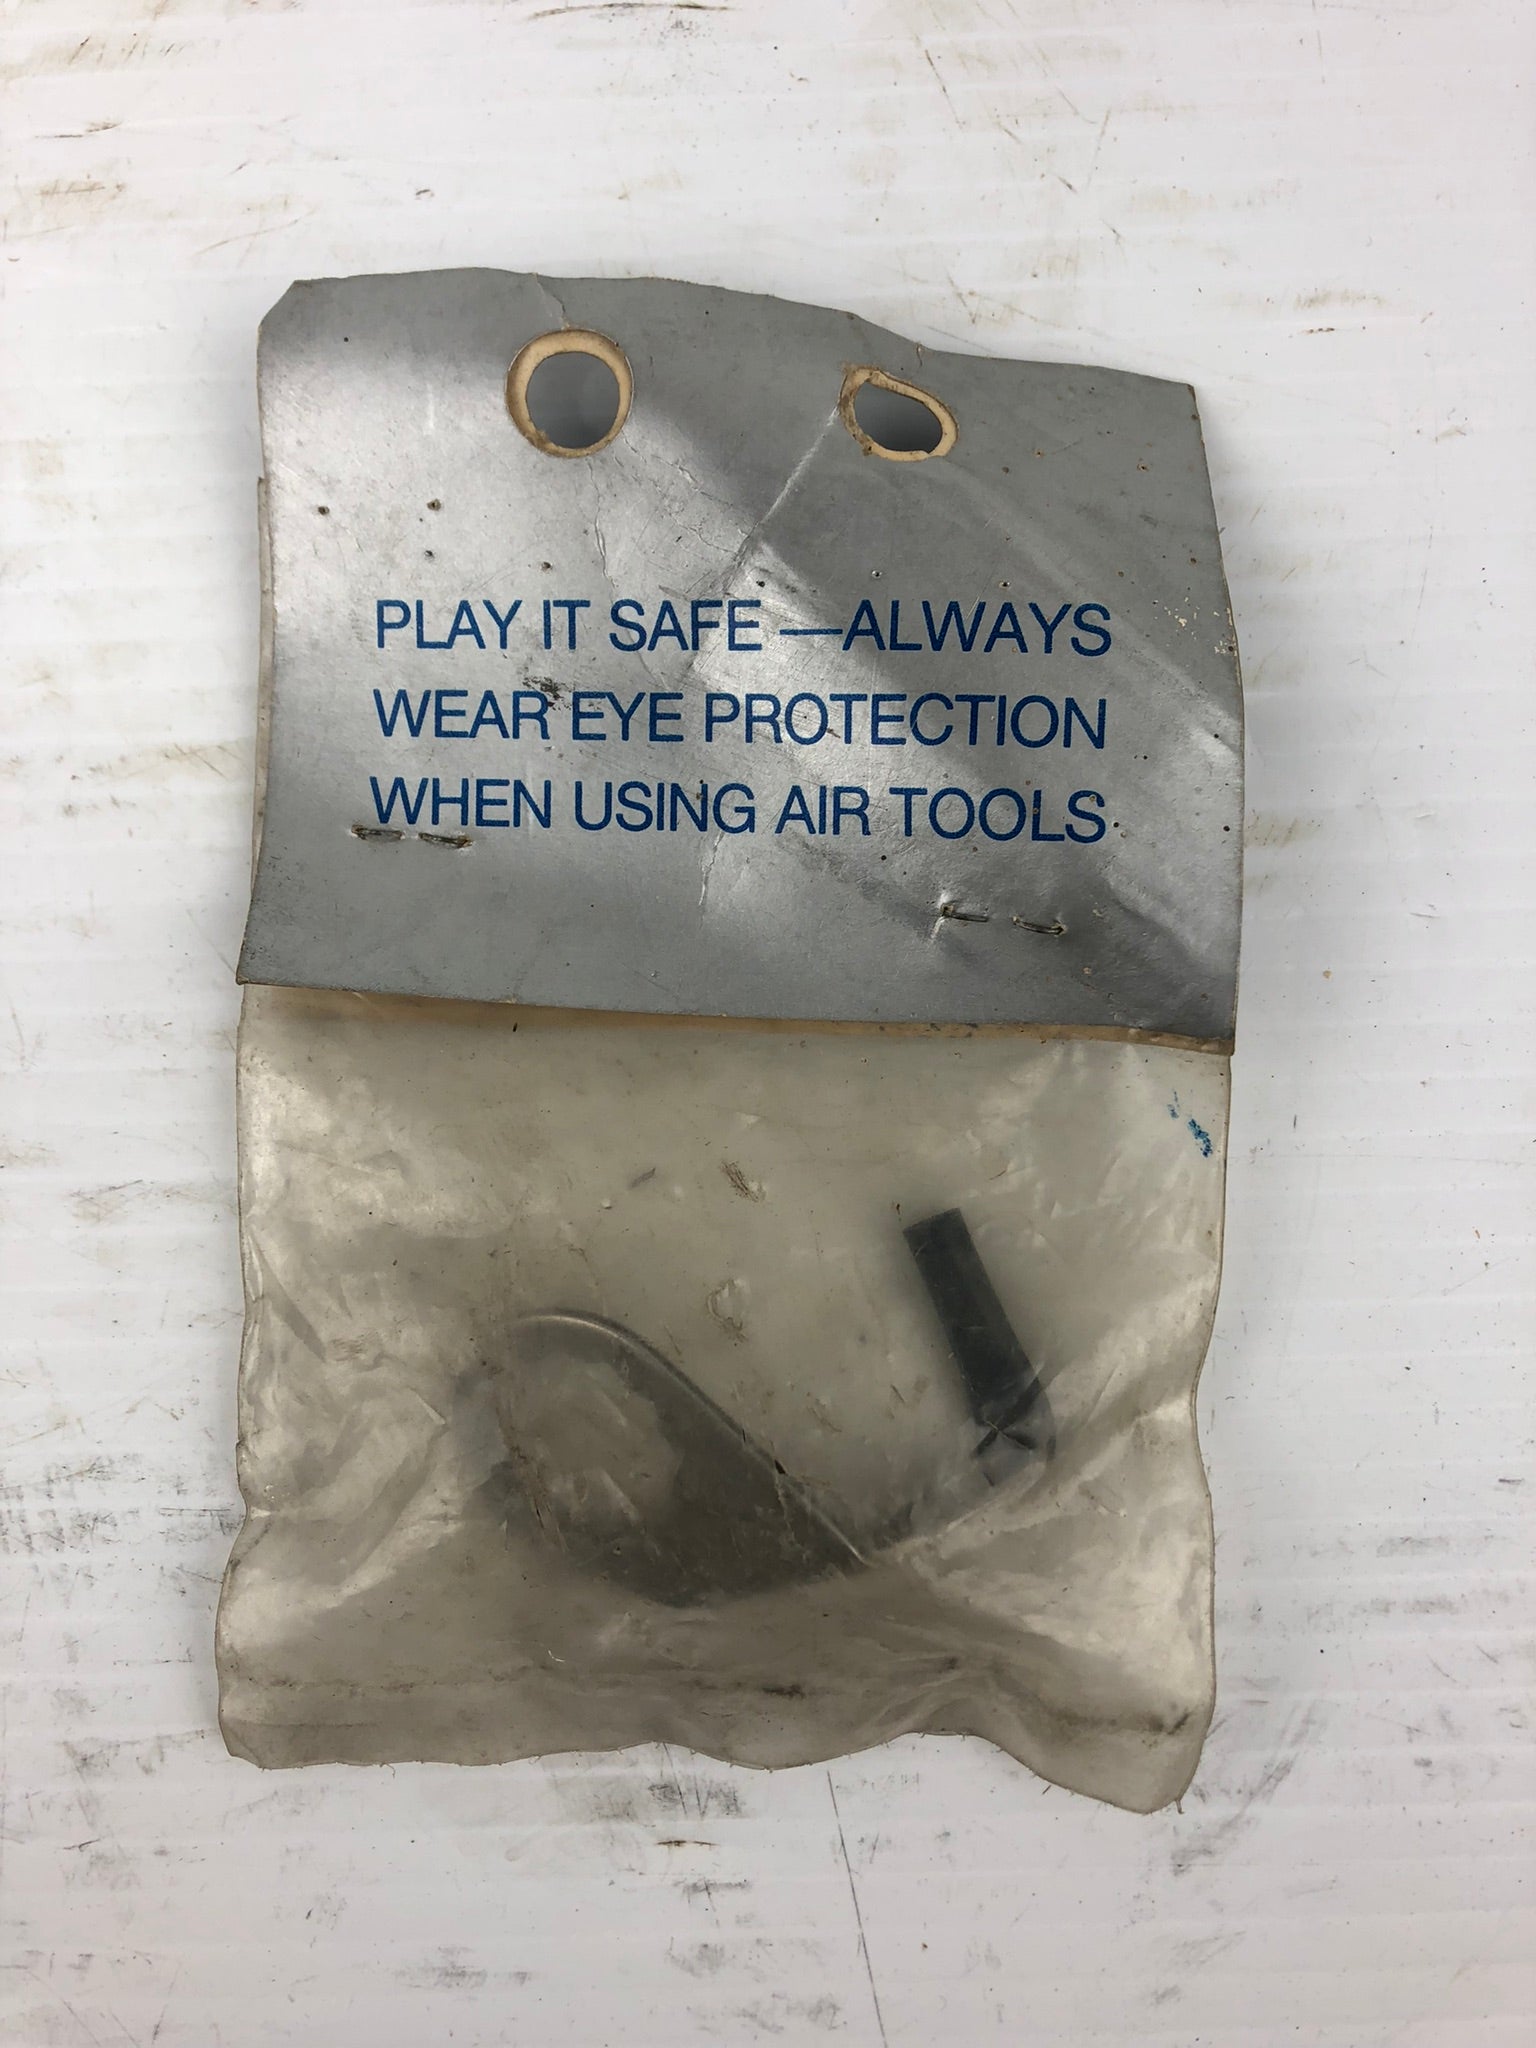 PLAY IT SAFE —ALWAYS
WEAR EYE PROTECTION
WHEN USING AIR TOOLS